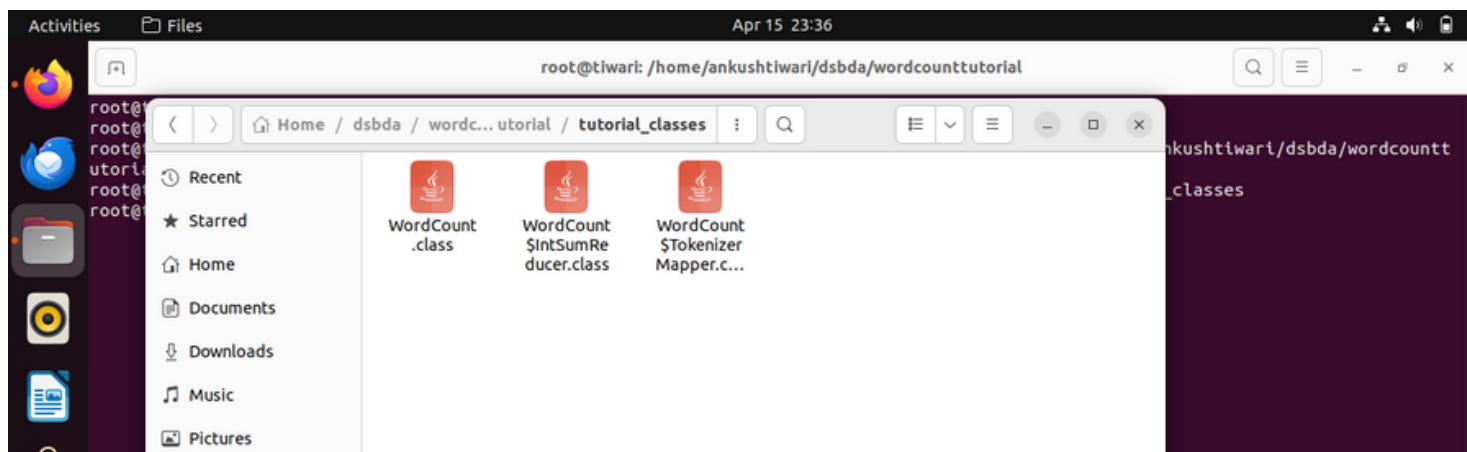 Activities Files Apr 15 23:36
root@tiwari: /home/ankushtiwari/dsbda/wordcounttutorial
root@t
root@t
root@t nkushtiwari/dsbda/wordcountt
utoria
root@t _classes
root@t
Home / dsbda / wordc... utorial / tutorial_classes
Recent
Starred
Home
Documents
Downloads
Music
Pictures
WordCount
.class
WordCount
$IntSumRe
ducer.class
WordCount
$Tokenizer
Mapper.c...